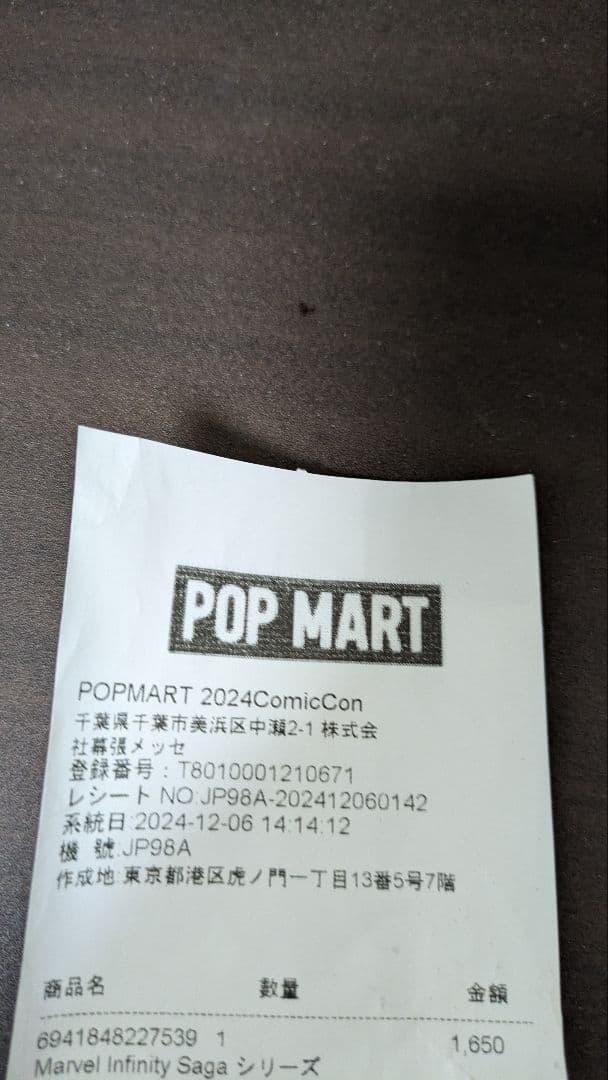 POP MART
POPMART 2024ComicCon
千葉県千葉市美浜区中瀬2-1 株式会
社幕張メッセ
登録番号：T8010001210671
レシート NO:JP98A-202412060142
系統日:2024-12-06 14:14:12
機 號:JP98A
作成地:東京都港区虎ノ門一丁目13番5号7階
商品名 数量 金額
6941848227539 1 1,650
Marvel Infinity Saga シリーズ